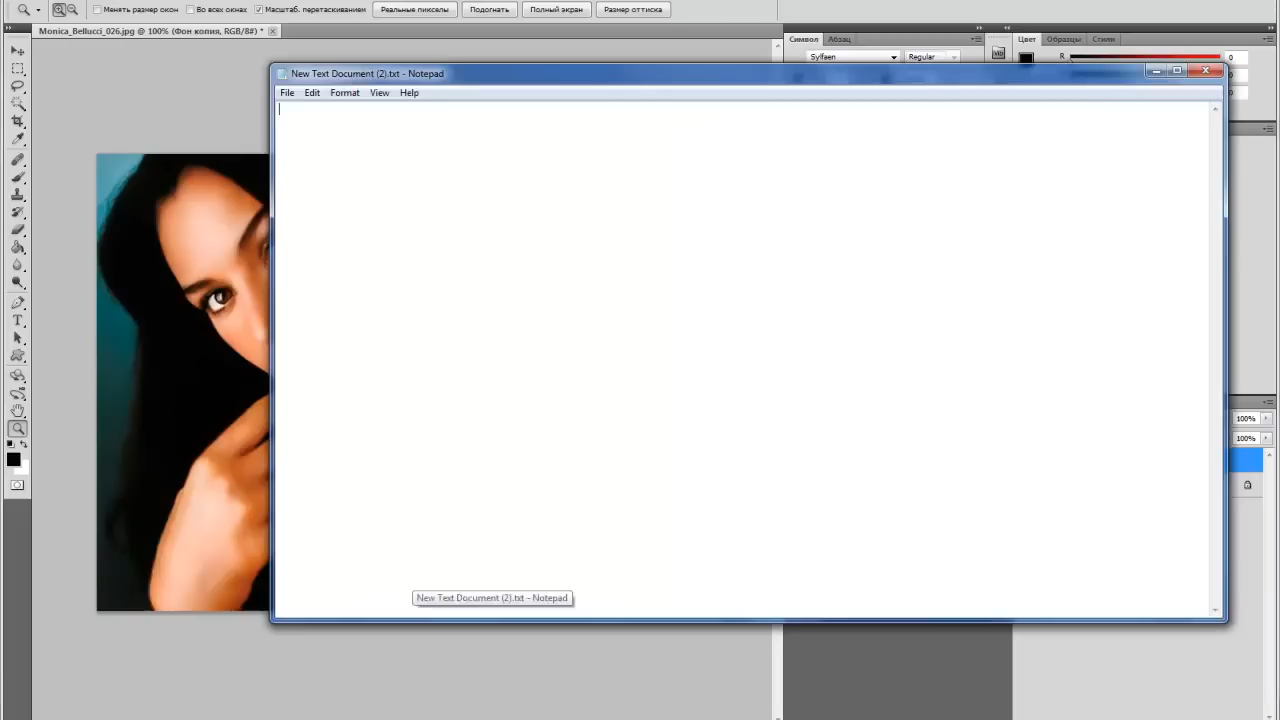 Менять размер окон Во всех окнах Масштаб. перетаскиванием Реальные пикселы Подогнать Полный экран Размер оттиска
Monica_Bellucci_026.jpg @ 100% (Фон копия, RGB/8#) *
Символ Абзац Цвет Образцы Стили
Sylfaen Regular R 0
New Text Document (2).txt - Notepad
File Edit Format View Help
100%
100%
New Text Document (2).txt - Notepad